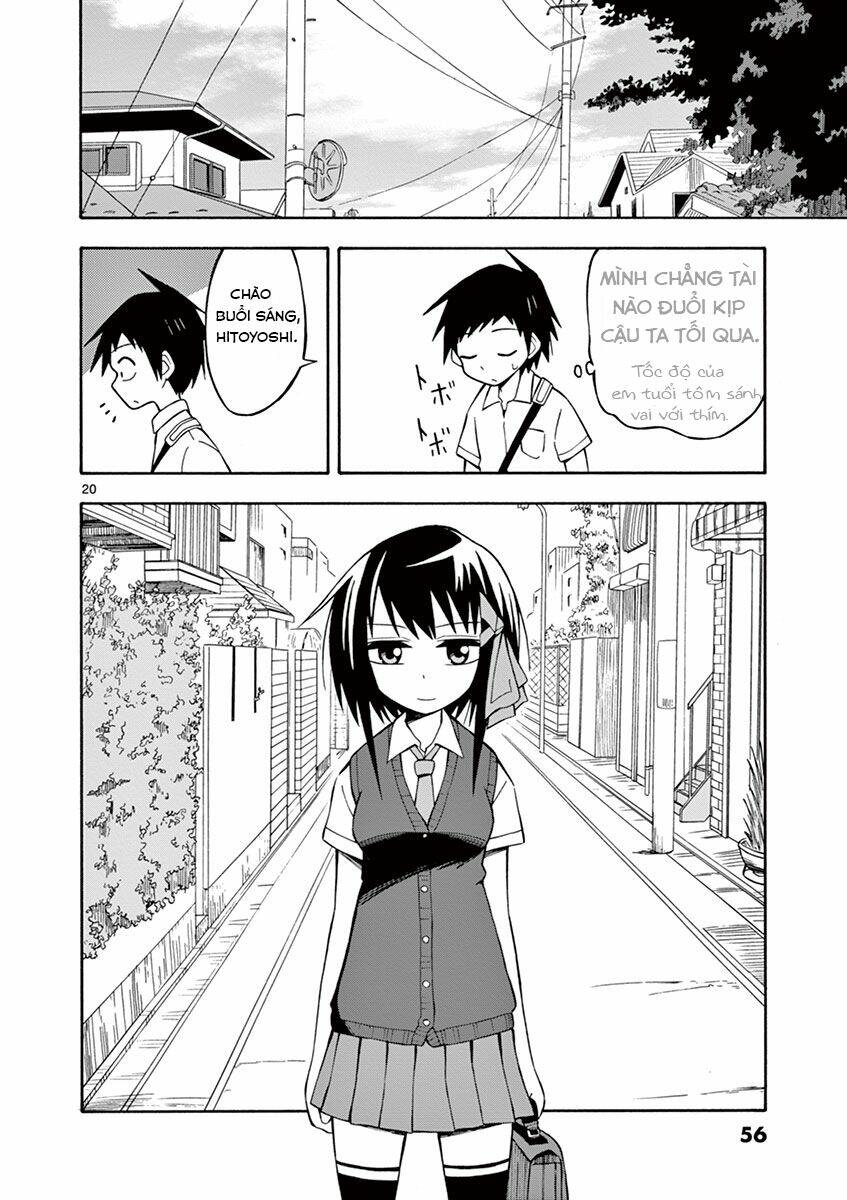 MÌNH CHẲNG TÀI
NÀO ĐUỔI KỊP
CẬU TA TỐI QUA.
Tốc độ của
em tuổi tôm sánh
vai với thím.
トボ
トボ
CHÀO
BUỔI SÁNG,
HITOYOSHI.
20
56